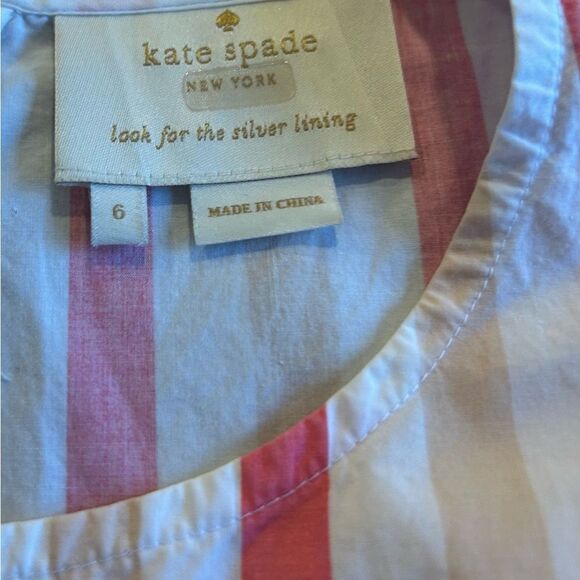 kate spade
NEW YORK
look for the silver lining
6
MADE IN CHINA